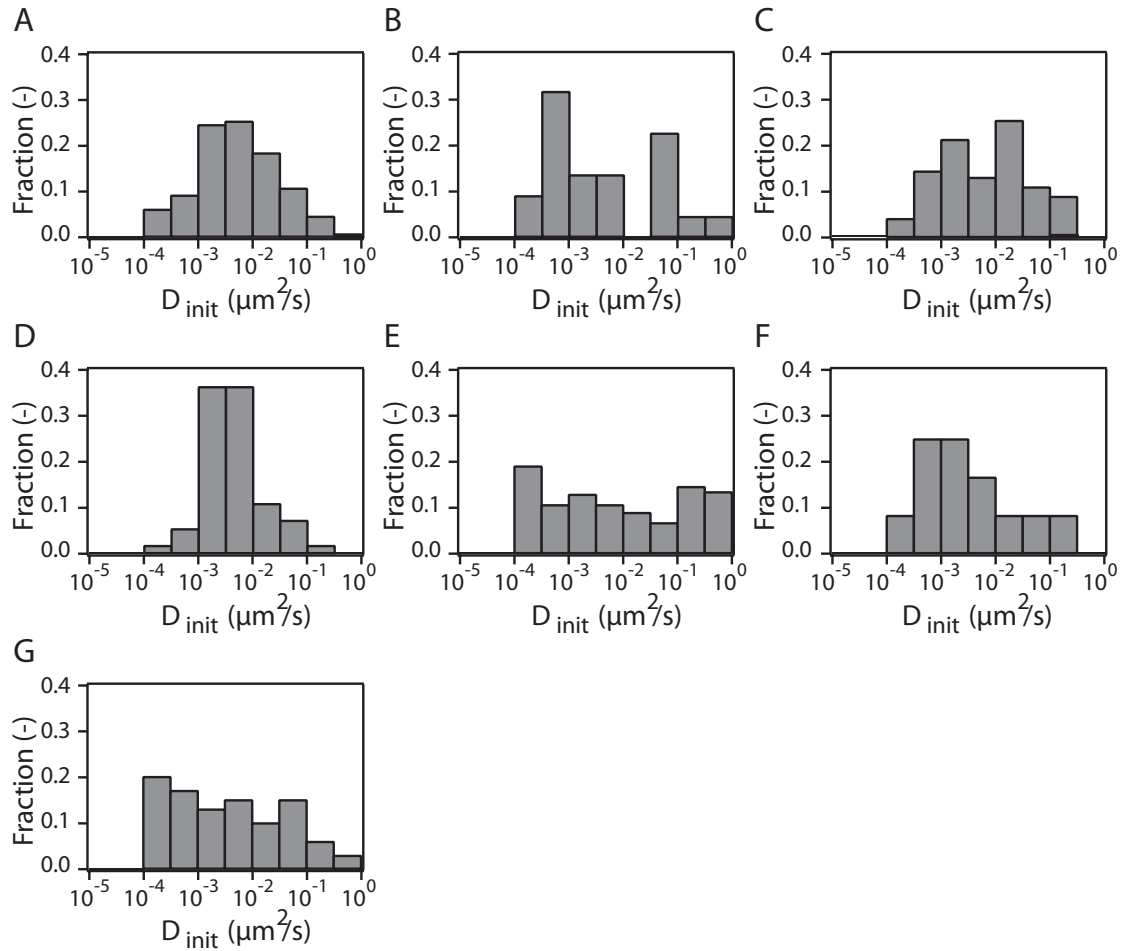 A B C
0.4 0.4 0.4
0.3 0.3 0.3
0.2 0.2 0.2
0.1 0.1 0.1
0.0 0.0 0.0
Fraction (-) Fraction (-) Fraction (-)
10⁻⁵ 10⁻⁴ 10⁻³ 10⁻² 10⁻¹ 10⁰ 10⁻⁵ 10⁻⁴ 10⁻³ 10⁻² 10⁻¹ 10⁰ 10⁻⁵ 10⁻⁴ 10⁻³ 10⁻² 10⁻¹ 10⁰
D init (μm²/s) D init (μm²/s) D init (μm²/s)
D E F
0.4 0.4 0.4
0.3 0.3 0.3
0.2 0.2 0.2
0.1 0.1 0.1
0.0 0.0 0.0
Fraction (-) Fraction (-) Fraction (-)
10⁻⁵ 10⁻⁴ 10⁻³ 10⁻² 10⁻¹ 10⁰ 10⁻⁵ 10⁻⁴ 10⁻³ 10⁻² 10⁻¹ 10⁰ 10⁻⁵ 10⁻⁴ 10⁻³ 10⁻² 10⁻¹ 10⁰
D init (μm²/s) D init (μm²/s) D init (μm²/s)
G
0.4
0.3
0.2
0.1
0.0
Fraction (-)
10⁻⁵ 10⁻⁴ 10⁻³ 10⁻² 10⁻¹ 10⁰
D init (μm²/s)